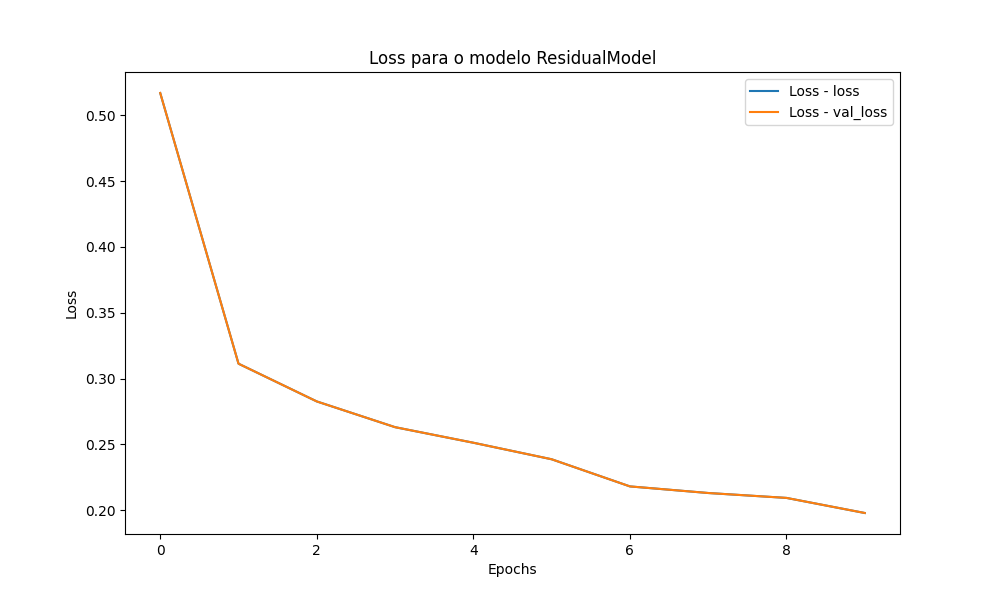 Loss para o modelo ResidualModel
Loss - loss
Loss - val_loss
0.50
0.45
0.40
0.35
0.30
0.25
0.20
Loss
0 2 4 6 8
Epochs